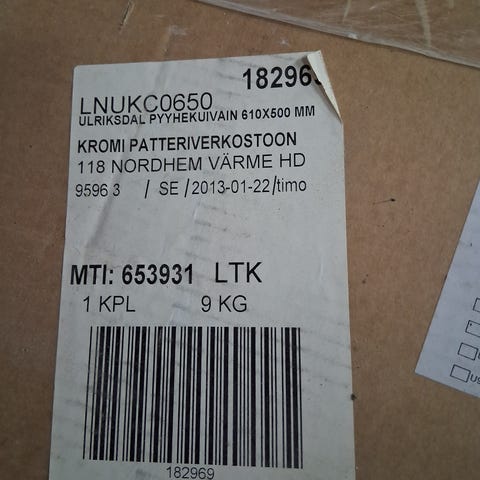 18296
LNUKC0650
ULRIKSDAL PYYHEKUIVAIN 610X500 MM
KROMI PATTERIVERKOSTOON
118 NORDHEM VÄRME HD
9596 3 / SE / 2013-01-22/timo
MTI: 653931 LTK
1 KPL 9 KG
182969